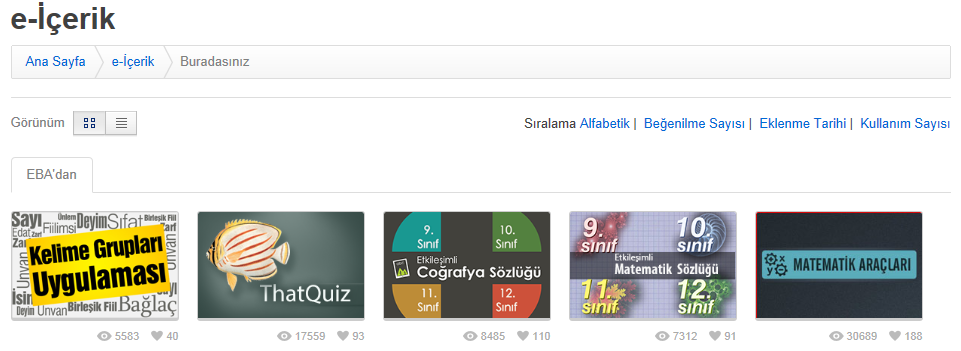 e-İçerik
Ana Sayfa e-İçerik Buradasınız
Görünüm
Sıralama Alfabetik | Beğenilme Sayısı | Eklenme Tarihi | Kullanım Sayısı
EBA'dan
Sayı Ünlem Deyim Sıfat Birleşik Fiil
Edat Zarf Fiilimsi
Kelime Grupları
Uygulaması
Unvan
İsim
Deyim Unvan Birleşik Fiil Bağlaç
5583 40
ThatQuiz
17559 93
9. Sınıf
10. Sınıf
Etkileşimli
Coğrafya Sözlüğü
11. Sınıf
12. Sınıf
8485 110
9. sınıf
10. sınıf
Etkileşimli
Matematik Sözlüğü
11. sınıf
12. sınıf
7312 91
x y
MATEMATİK ARAÇLARI
30689 188